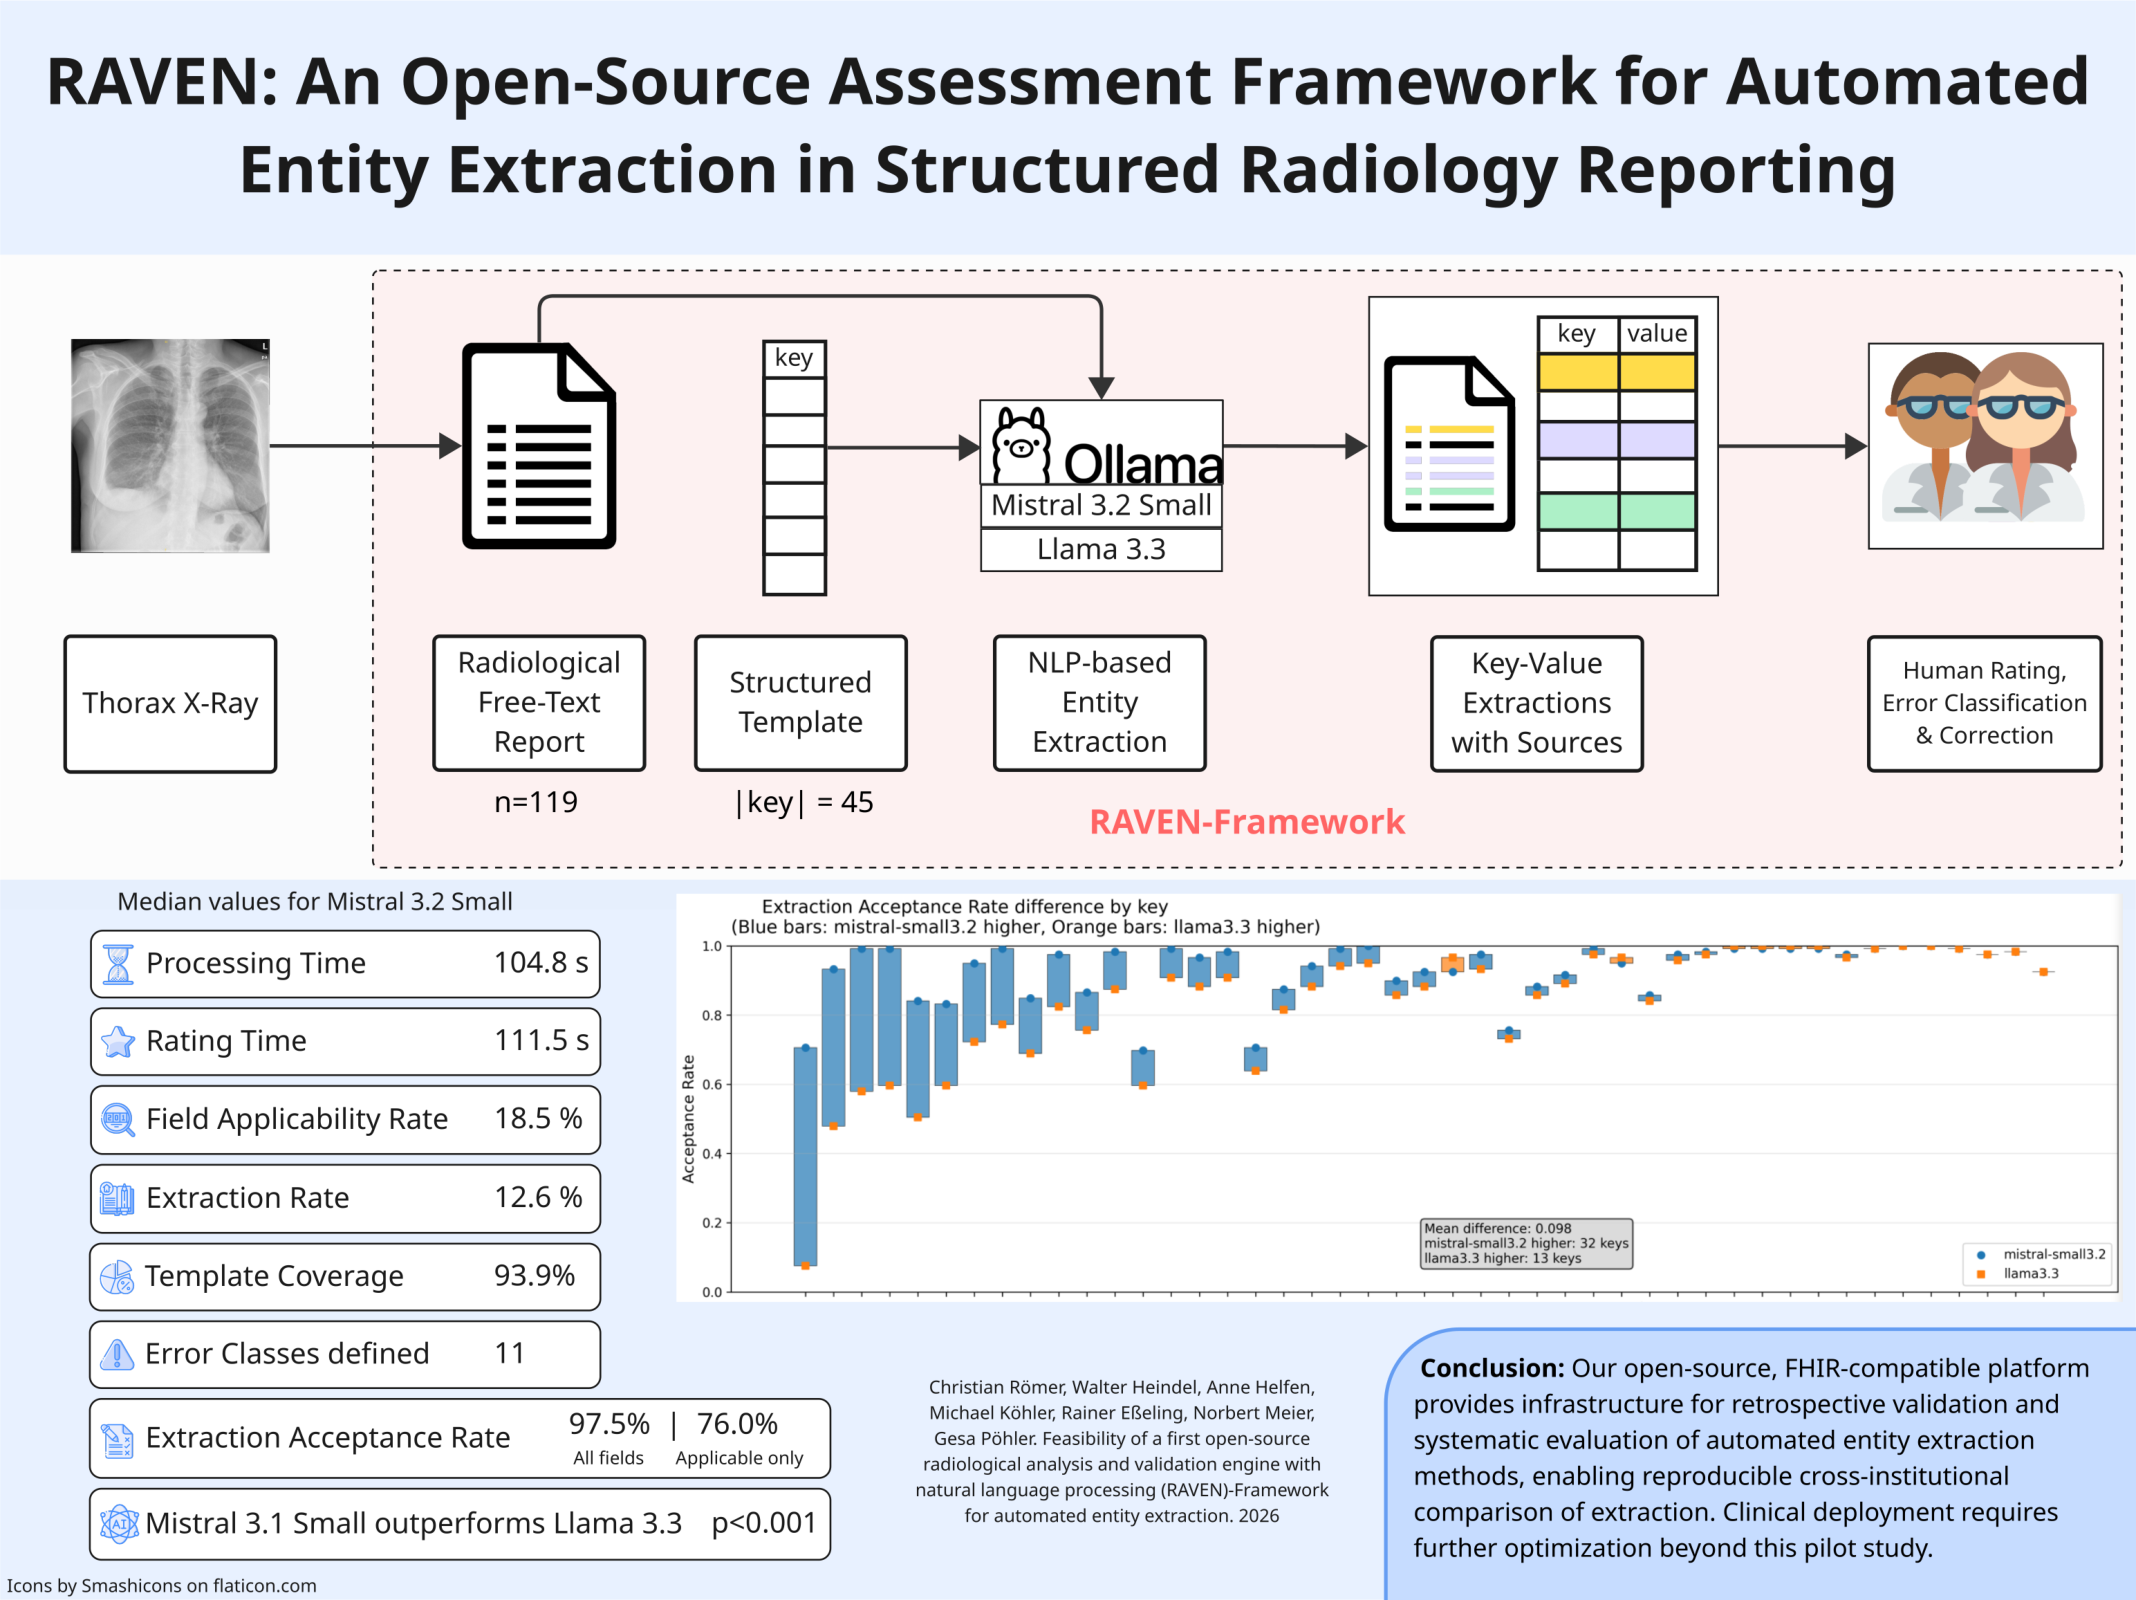 RAVEN: An Open-Source Assessment Framework for Automated
Entity Extraction in Structured Radiology Reporting
L
key
Ollama
Mistral 3.2 Small
Llama 3.3
key value
Thorax X-Ray
Radiological
Free-Text
Report
n=119
Structured
Template
|key| = 45
NLP-based
Entity
Extraction
Key-Value
Extractions
with Sources
Human Rating,
Error Classification
& Correction
RAVEN-Framework
Median values for Mistral 3.2 Small
Processing Time 104.8 s
Rating Time 111.5 s
Field Applicability Rate 18.5 %
Extraction Rate 12.6 %
Template Coverage 93.9%
Error Classes defined 11
Extraction Acceptance Rate 97.5% | 76.0%
All fields Applicable only
Mistral 3.1 Small outperforms Llama 3.3 p<0.001
Icons by Smashicons on flaticon.com
Extraction Acceptance Rate difference by key
(Blue bars: mistral-small3.2 higher, Orange bars: llama3.3 higher)
Acceptance Rate
1.0
0.8
0.6
0.4
0.2
0.0
Mean difference: 0.098
mistral-small3.2 higher: 32 keys
llama3.3 higher: 13 keys
mistral-small3.2
llama3.3
Christian Römer, Walter Heindel, Anne Helfen,
Michael Köhler, Rainer Eßeling, Norbert Meier,
Gesa Pöhler. Feasibility of a first open-source
radiological analysis and validation engine with
natural language processing (RAVEN)-Framework
for automated entity extraction. 2026
Conclusion: Our open-source, FHIR-compatible platform
provides infrastructure for retrospective validation and
systematic evaluation of automated entity extraction
methods, enabling reproducible cross-institutional
comparison of extraction. Clinical deployment requires
further optimization beyond this pilot study.